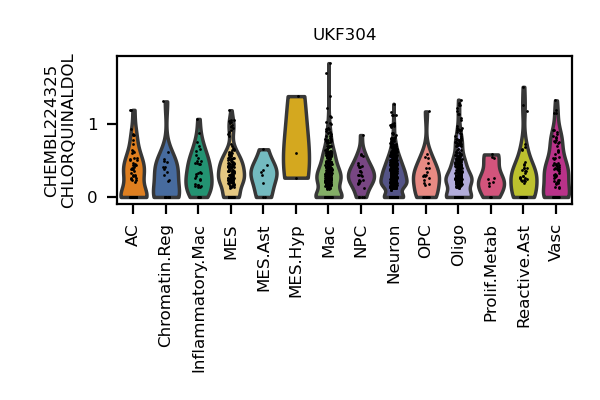 UKF304
CHEMBL224325
CHLORQUINALDOL
1
0
AC
Chromatin.Reg
Inflammatory.Mac
MES
MES.Ast
MES.Hyp
Mac
NPC
Neuron
OPC
Oligo
Prolif.Metab
Reactive.Ast
Vasc